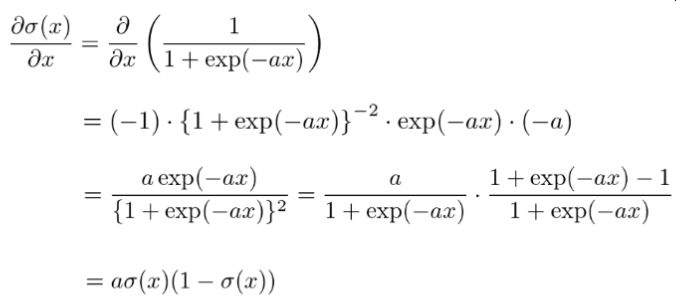 ∂σ(x)/∂x = ∂/∂x (1/(1 + exp(−ax)))
= (−1) · {1 + exp(−ax)}^−2 · exp(−ax) · (−a)
= a exp(−ax)/{1 + exp(−ax)}^2 = a/(1 + exp(−ax)) · (1 + exp(−ax) − 1)/(1 + exp(−ax))
= aσ(x)(1 − σ(x))